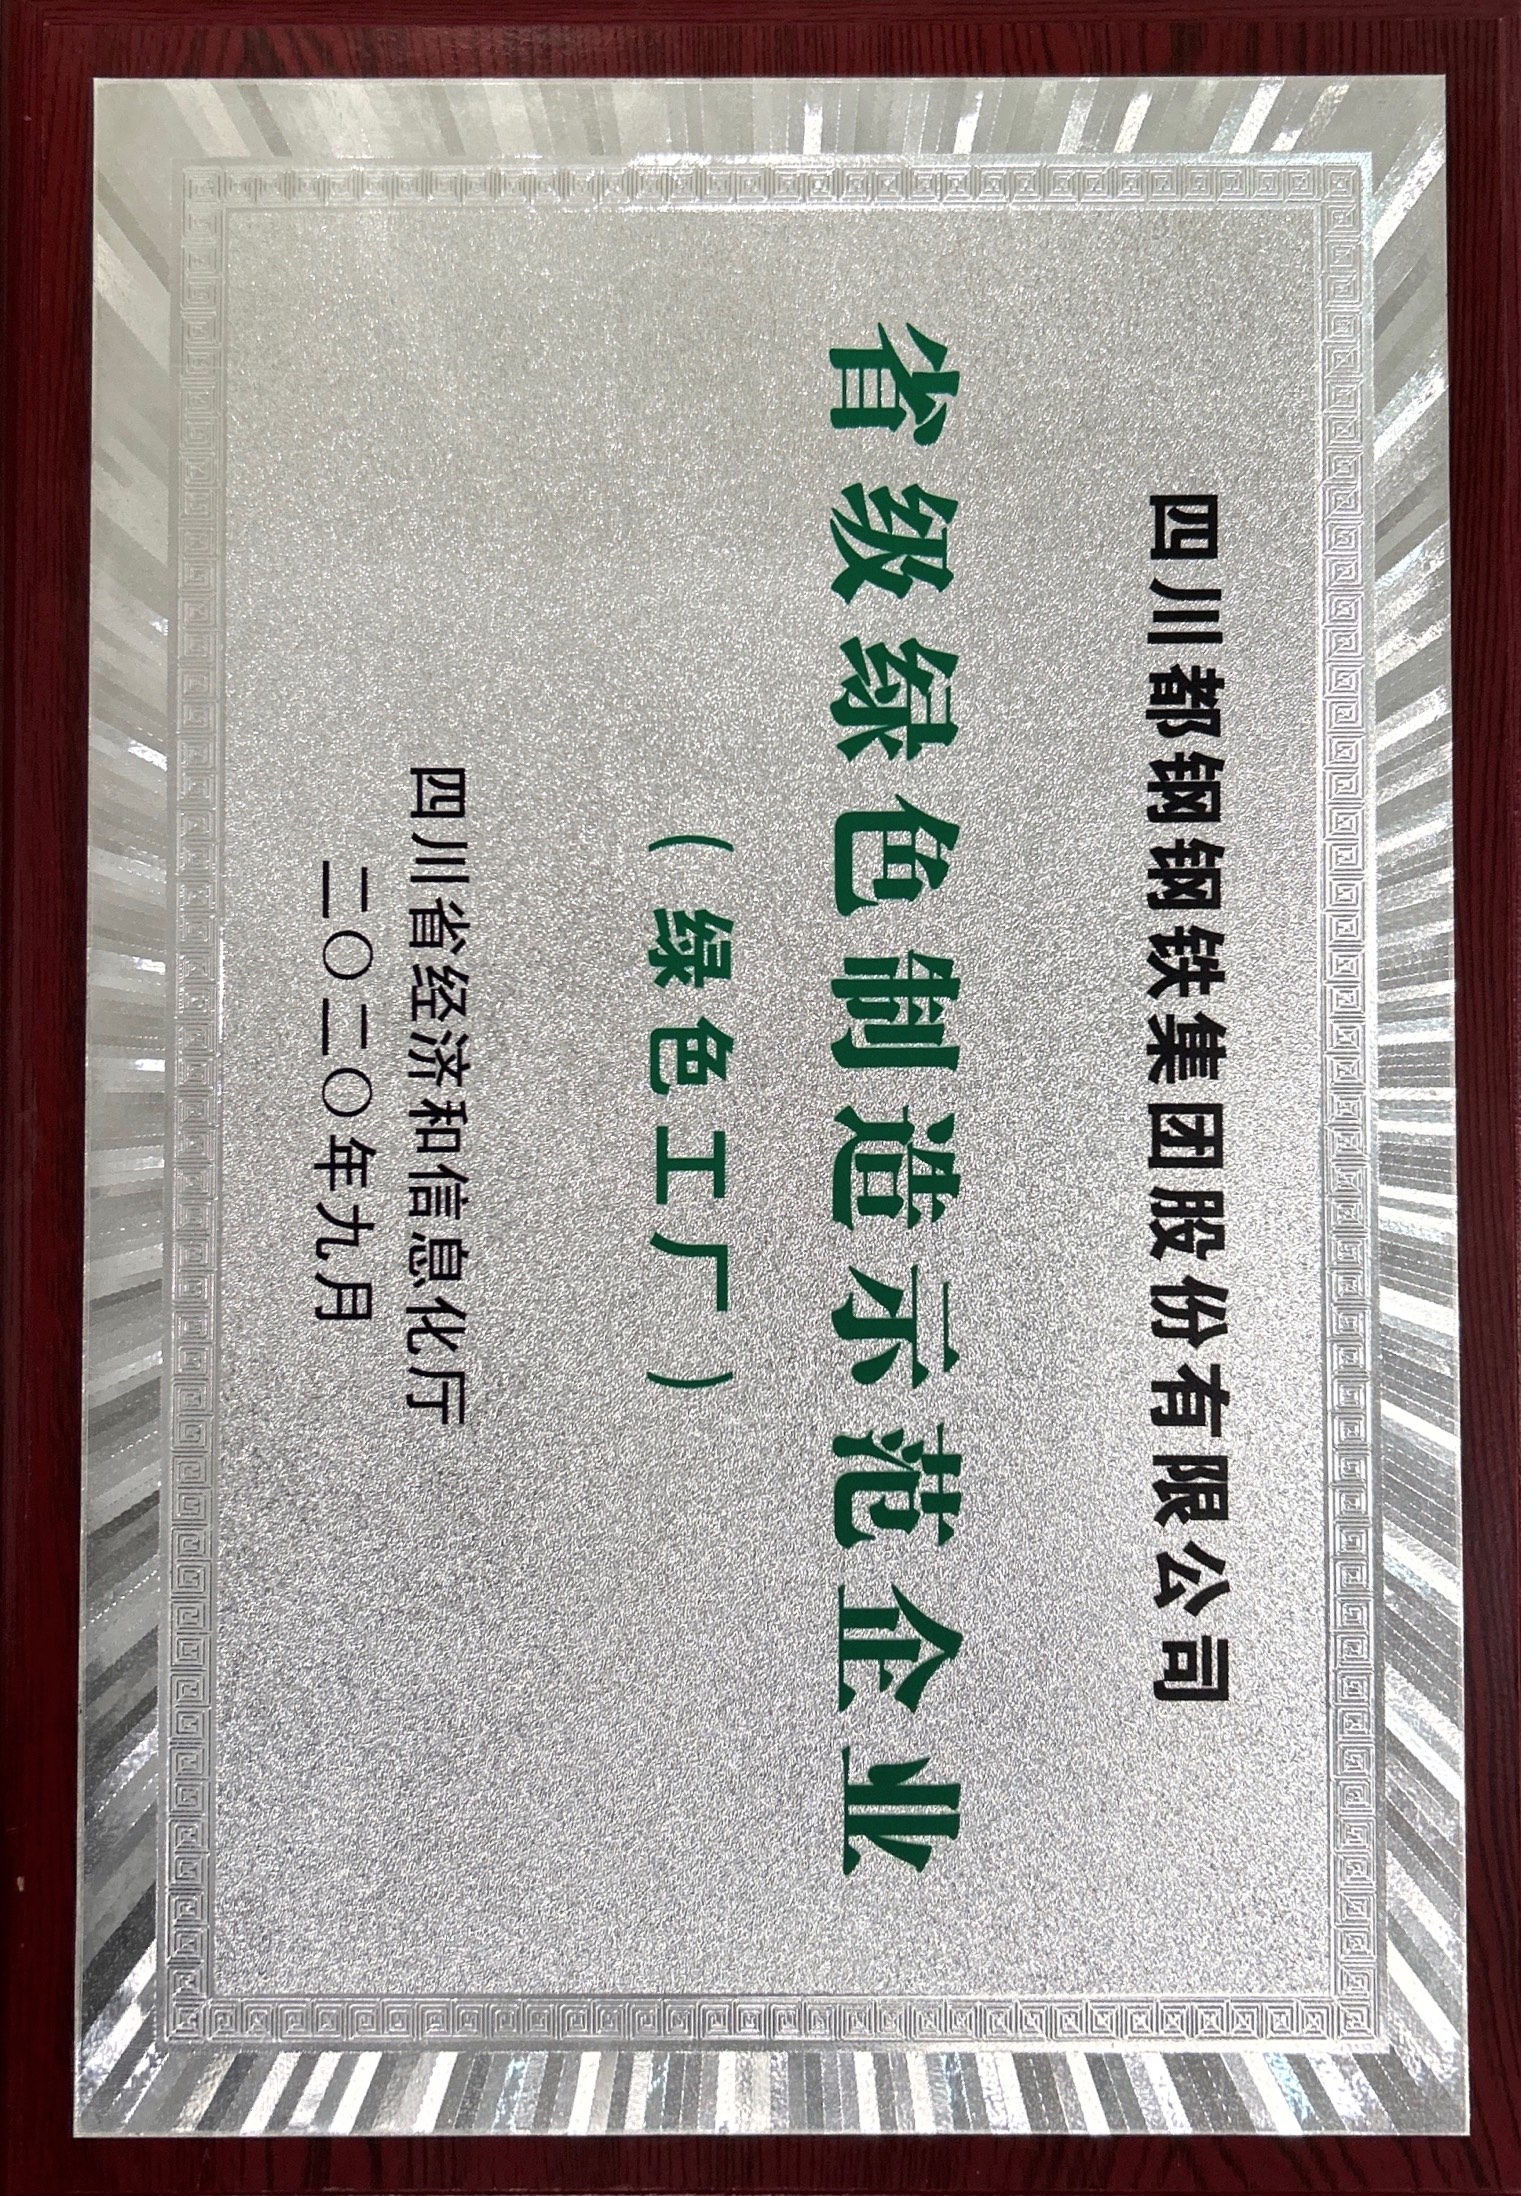 四川都钢钢铁集团股份有限公司
省级绿色制造示范企业
（绿色工厂）
四川省经济和信息化厅
二〇二〇年九月